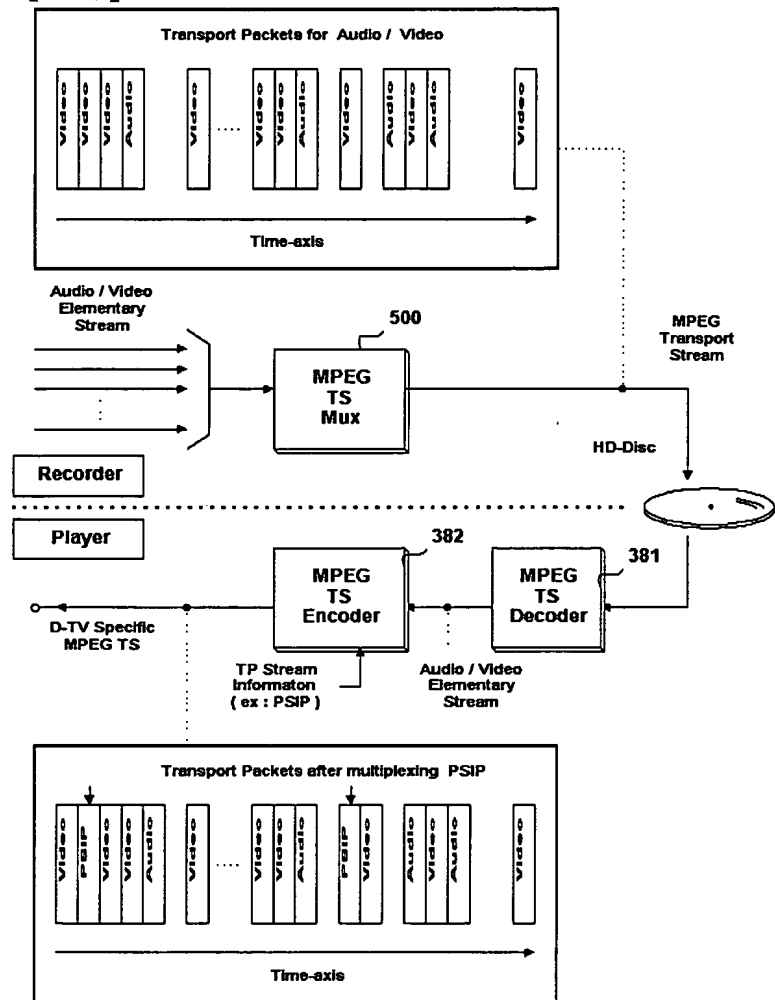 Transport Packets for Audio / Video
Video
Video
Video
Audio
Video
Video
Video
Audio
Video
Audio
Video
Audio
Video
Time-axis
Audio / Video
Elementary
Stream
500
MPEG
TS
Mux
MPEG
Transport
Stream
HD-Disc
Recorder
Player
382
MPEG
TS
Encoder
381
MPEG
TS
Decoder
D-TV Specific
MPEG TS
TP Stream
Informaton
( ex : PSIP )
Audio / Video
Elementary
Stream
Transport Packets after multiplexing PSIP
Video
PSIP
Video
Video
Audio
Video
Video
Video
Audio
PSIP
Video
Audio
Video
Audio
Video
Time-axis